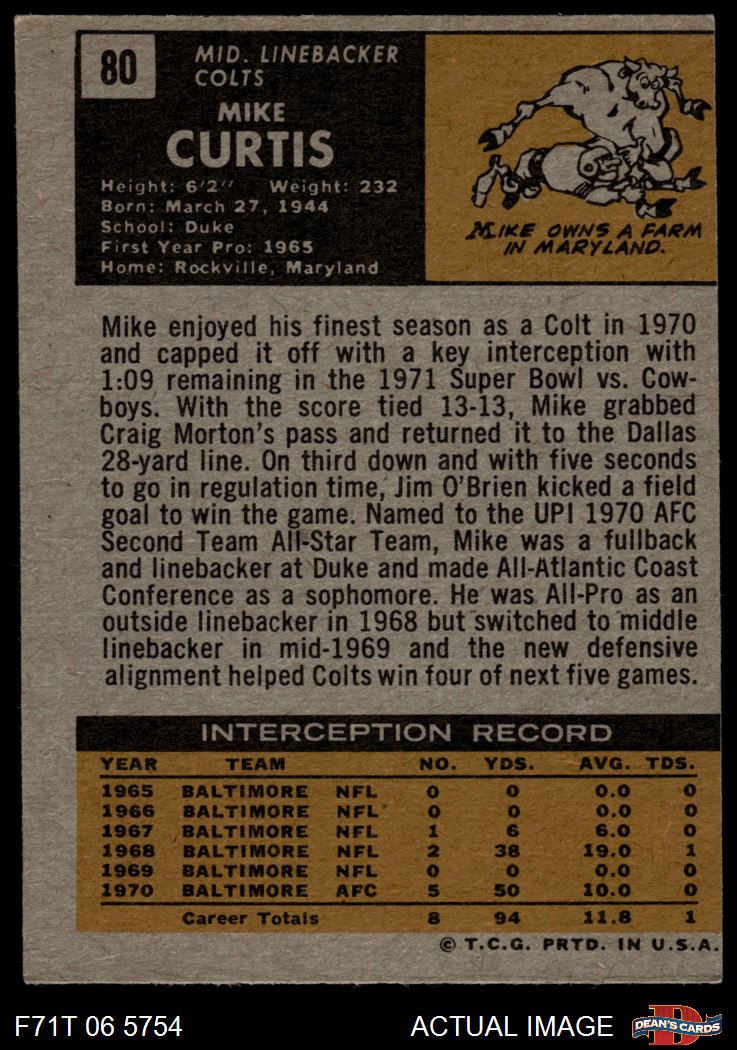 80
MID. LINEBACKER
COLTS
MIKE
CURTIS
Height: 6'2" Weight: 232
Born: March 27, 1944
School: Duke
First Year Pro: 1965
Home: Rockville, Maryland
MIKE OWNS A FARM
IN MARYLAND.
Mike enjoyed his finest season as a Colt in 1970
and capped it off with a key interception with
1:09 remaining in the 1971 Super Bowl vs. Cow-
boys. With the score tied 13-13, Mike grabbed
Craig Morton's pass and returned it to the Dallas
28-yard line. On third down and with five seconds
to go in regulation time, Jim O'Brien kicked a field
goal to win the game. Named to the UPI 1970 AFC
Second Team All-Star Team, Mike was a fullback
and linebacker at Duke and made All-Atlantic Coast
Conference as a sophomore. He was All-Pro as an
outside linebacker in 1968 but switched to middle
linebacker in mid-1969 and the new defensive
alignment helped Colts win four of next five games.
INTERCEPTION RECORD
YEAR TEAM NO. YDS. AVG. TDS.
1965 BALTIMORE NFL 0 0 0.0 0
1966 BALTIMORE NFL 0 0 0.0 0
1967 BALTIMORE NFL 1 6 6.0 0
1968 BALTIMORE NFL 2 38 19.0 1
1969 BALTIMORE NFL 0 0 0.0 0
1970 BALTIMORE AFC 5 50 10.0 0
Career Totals 8 94 11.8 1
© T.C.G. PRTD. IN U.S.A.
F71T 06 5754 ACTUAL IMAGE
DEAN'S CARDS